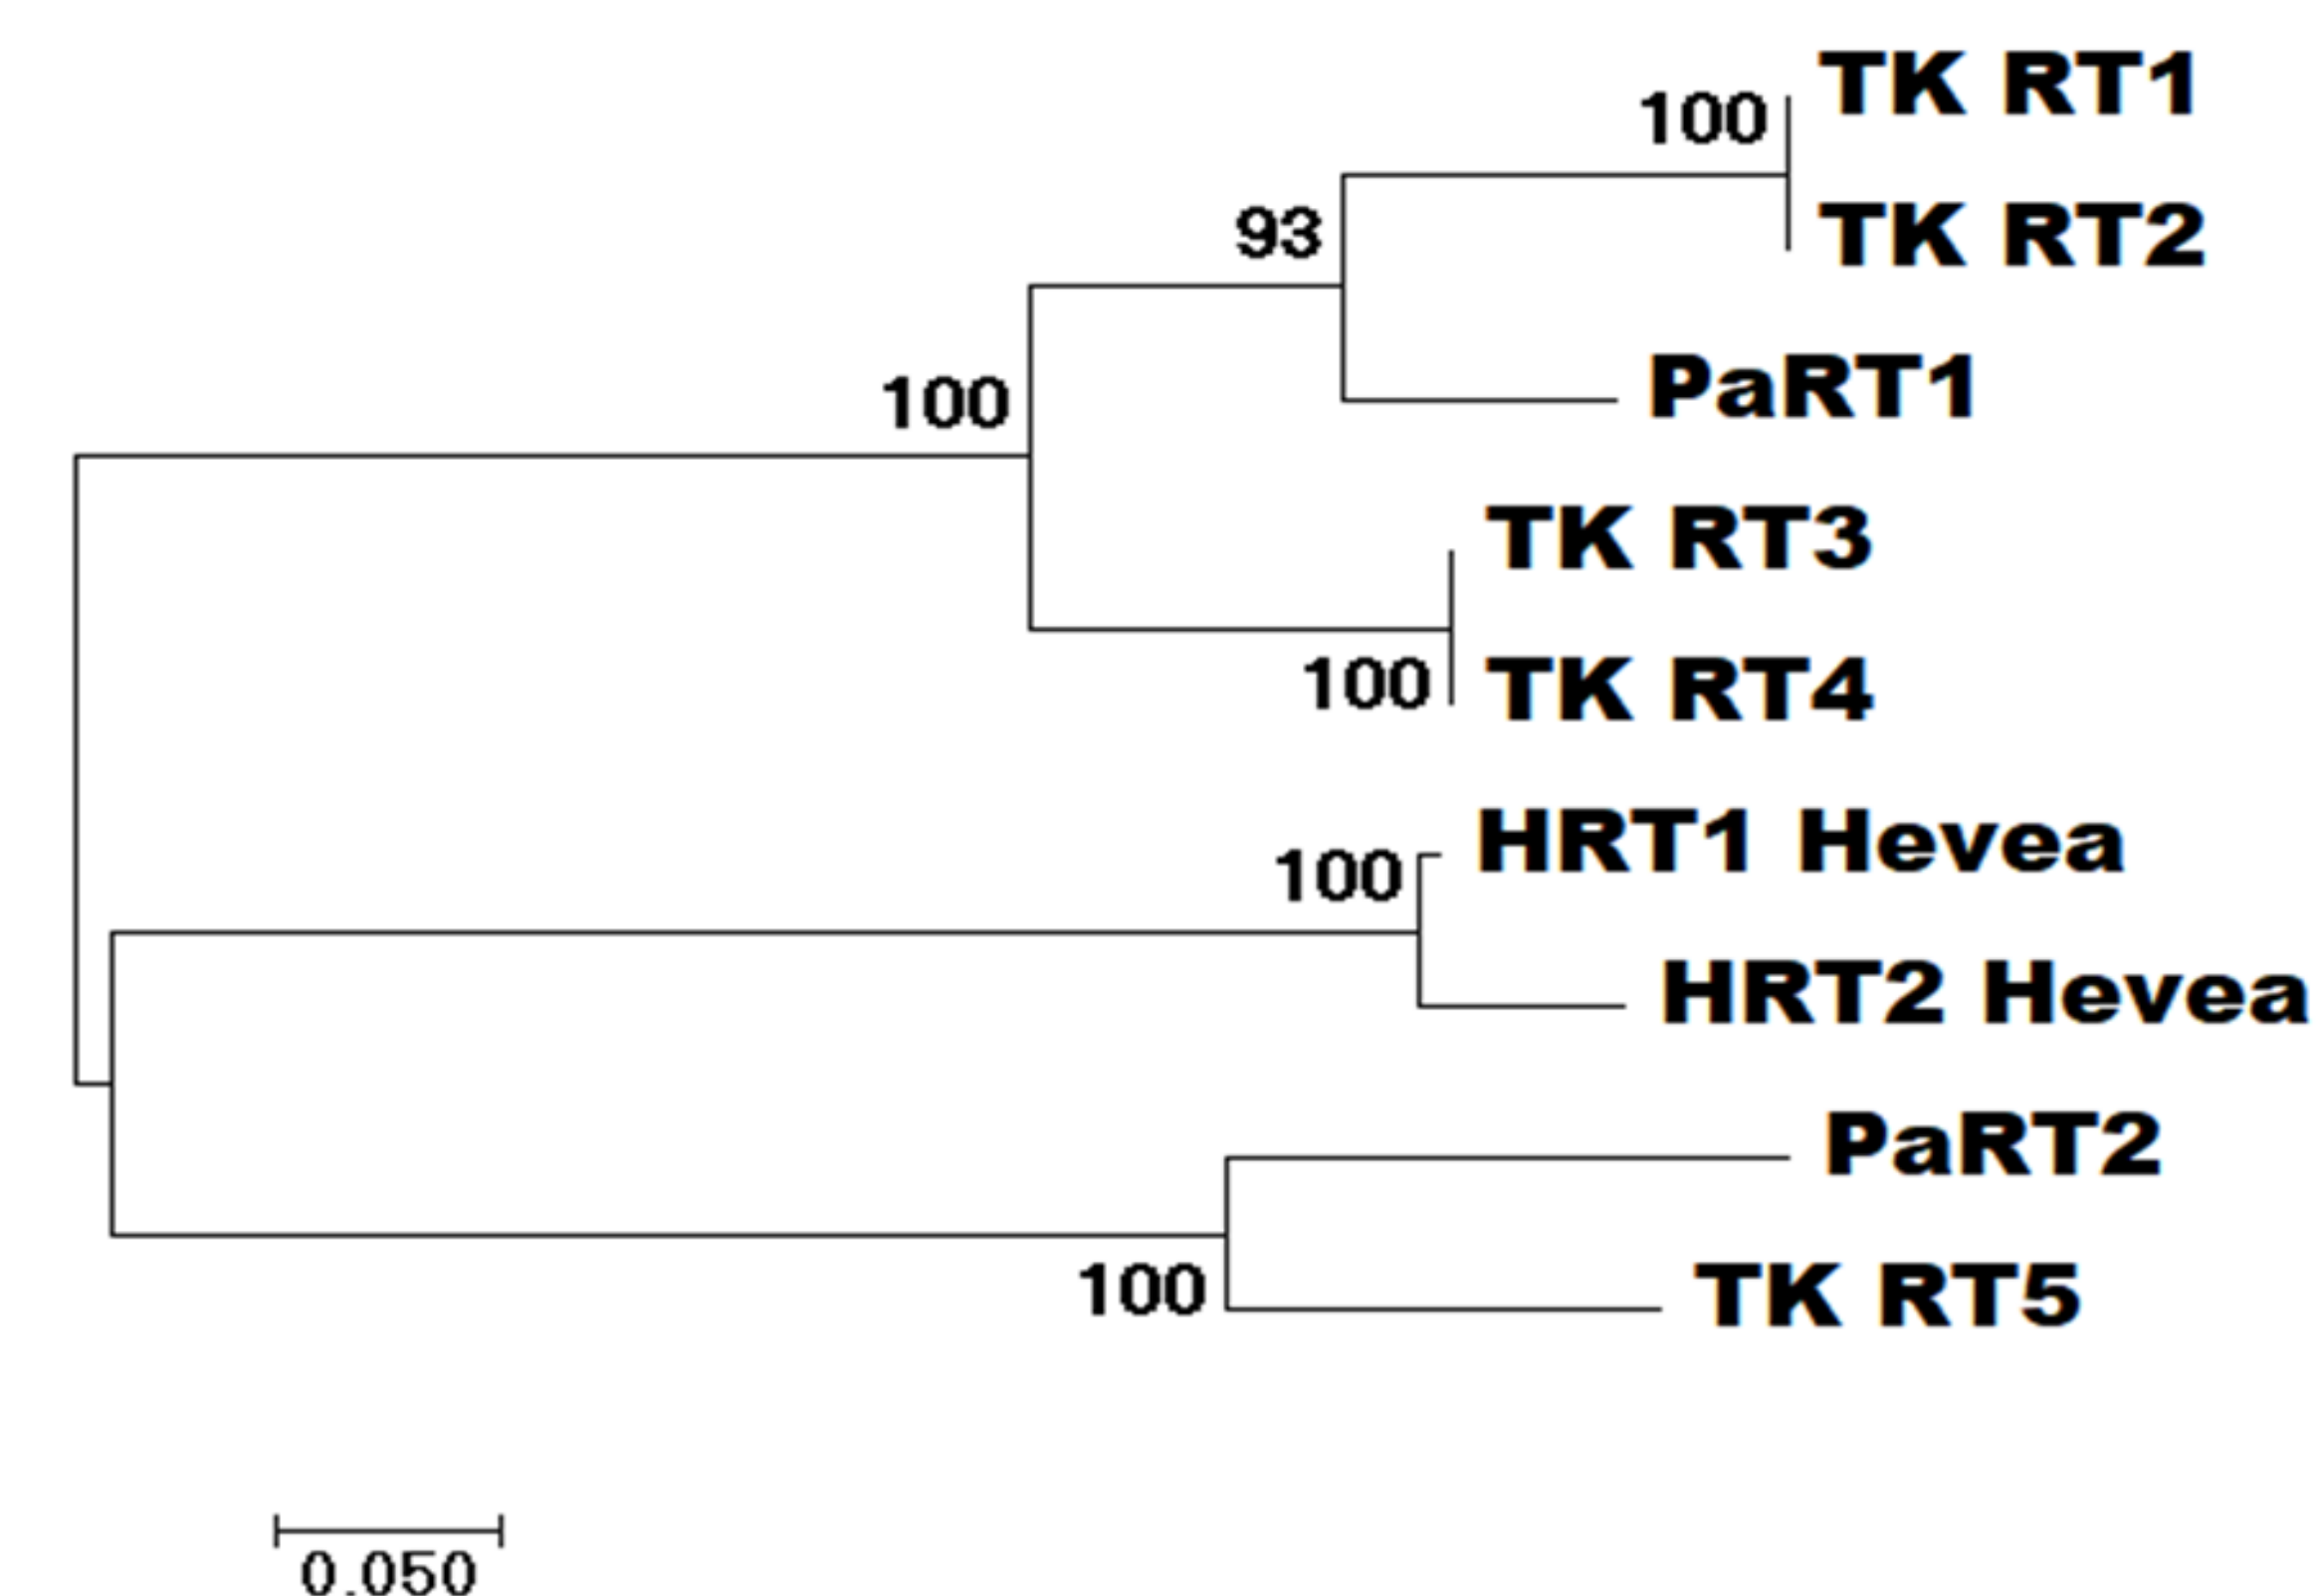 TK RT1
100
TK RT2
93
PaRT1
100
TK RT3
TK RT4
100
HRT1 Hevea
100
HRT2 Hevea
PaRT2
TK RT5
100
0.050